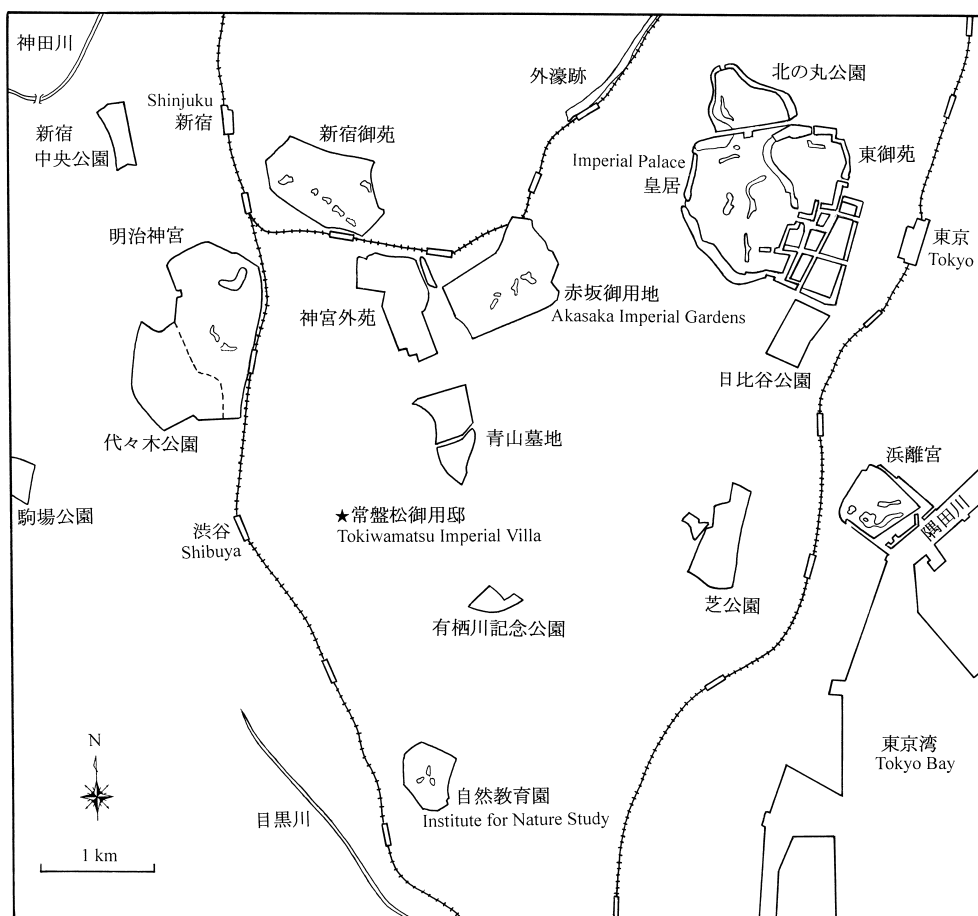 神田川
外濠跡
北の丸公園
Shinjuku
新宿
新宿
中央公園
新宿御苑
Imperial Palace
皇居
東御苑
明治神宮
東京
Tokyo
神宮外苑
赤坂御用地
Akasaka Imperial Gardens
日比谷公園
代々木公園
青山墓地
浜離宮
駒場公園
★常盤松御用邸
Tokiwamatsu Imperial Villa
隅田川
渋谷
Shibuya
芝公園
有栖川記念公園
N
東京湾
Tokyo Bay
自然教育園
Institute for Nature Study
目黒川
1 km